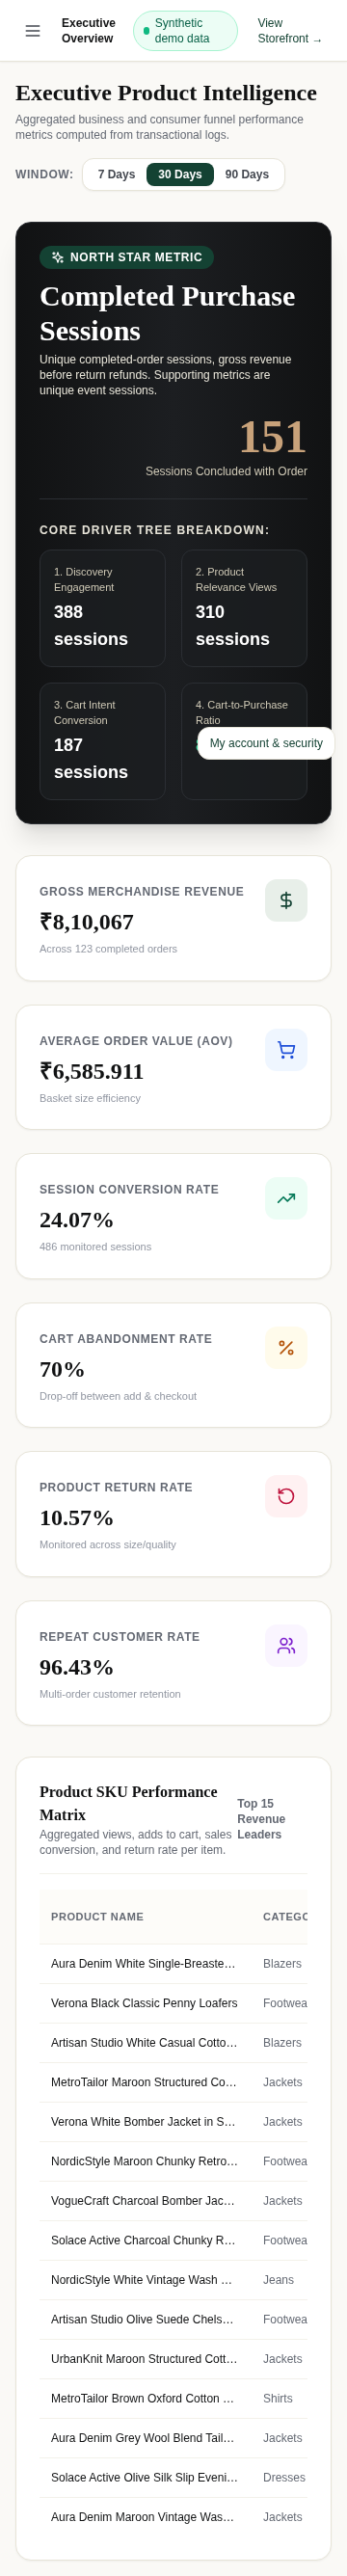 Executive
Overview
Synthetic
demo data
View
Storefront →
Executive Product Intelligence
Aggregated business and consumer funnel performance
metrics computed from transactional logs.
WINDOW:
7 Days
30 Days
90 Days
NORTH STAR METRIC
Completed Purchase
Sessions
Unique completed-order sessions, gross revenue
before return refunds. Supporting metrics are
unique event sessions.
151
Sessions Concluded with Order
CORE DRIVER TREE BREAKDOWN:
1. Discovery
Engagement
388
sessions
2. Product
Relevance Views
310
sessions
3. Cart Intent
Conversion
187
sessions
4. Cart-to-Purchase
Ratio
My account & security
GROSS MERCHANDISE REVENUE
₹8,10,067
Across 123 completed orders
AVERAGE ORDER VALUE (AOV)
₹6,585.911
Basket size efficiency
SESSION CONVERSION RATE
24.07%
486 monitored sessions
CART ABANDONMENT RATE
70%
Drop-off between add & checkout
PRODUCT RETURN RATE
10.57%
Monitored across size/quality
REPEAT CUSTOMER RATE
96.43%
Multi-order customer retention
Product SKU Performance
Matrix
Aggregated views, adds to cart, sales
conversion, and return rate per item.
Top 15
Revenue
Leaders
PRODUCT NAME CATEGO
Aura Denim White Single-Breaste... Blazers
Verona Black Classic Penny Loafers Footwea
Artisan Studio White Casual Cotto... Blazers
MetroTailor Maroon Structured Co... Jackets
Verona White Bomber Jacket in S... Jackets
NordicStyle Maroon Chunky Retro... Footwea
VogueCraft Charcoal Bomber Jac... Jackets
Solace Active Charcoal Chunky R... Footwea
NordicStyle White Vintage Wash ... Jeans
Artisan Studio Olive Suede Chels... Footwea
UrbanKnit Maroon Structured Cott... Jackets
MetroTailor Brown Oxford Cotton ... Shirts
Aura Denim Grey Wool Blend Tail... Jackets
Solace Active Olive Silk Slip Eveni... Dresses
Aura Denim Maroon Vintage Was... Jackets